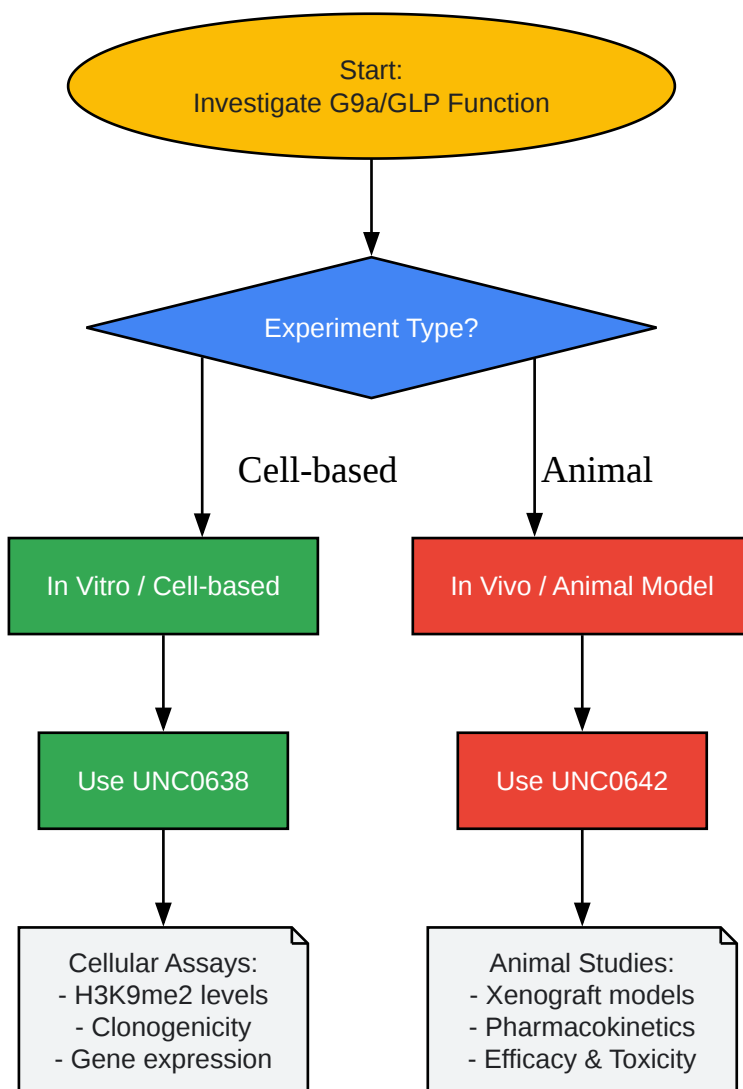 Start:
Investigate G9a/GLP Function
Experiment Type?
Cell-based
Animal
In Vitro / Cell-based
In Vivo / Animal Model
Use UNC0638
Use UNC0642
Cellular Assays:
- H3K9me2 levels
- Clonogenicity
- Gene expression
Animal Studies:
- Xenograft models
- Pharmacokinetics
- Efficacy & Toxicity